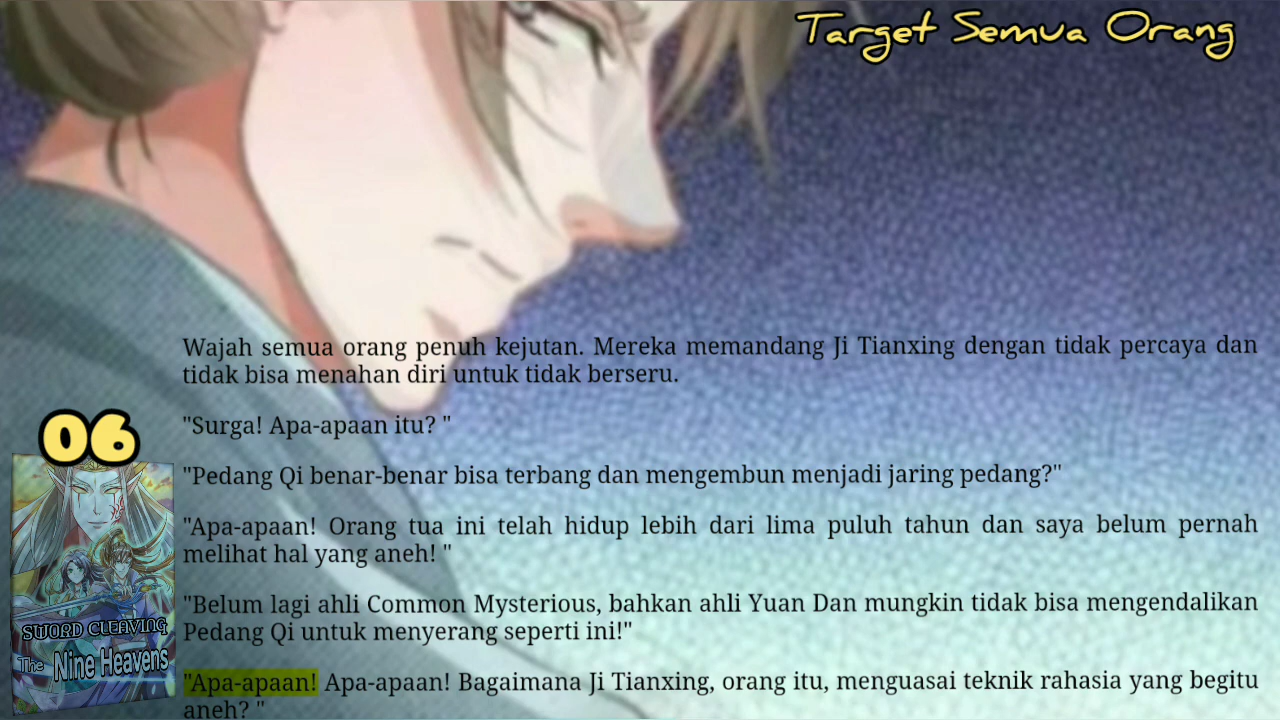 Target Semua Orang
Wajah semua orang penuh kejutan. Mereka memandang Ji Tianxing dengan tidak percaya dan
tidak bisa menahan diri untuk tidak berseru.
"Surga! Apa-apaan itu? "
"Pedang Qi benar-benar bisa terbang dan mengembun menjadi jaring pedang?"
"Apa-apaan! Orang tua ini telah hidup lebih dari lima puluh tahun dan saya belum pernah
melihat hal yang aneh! "
"Belum lagi ahli Common Mysterious, bahkan ahli Yuan Dan mungkin tidak bisa mengendalikan
Pedang Qi untuk menyerang seperti ini!"
"Apa-apaan! Apa-apaan! Bagaimana Ji Tianxing, orang itu, menguasai teknik rahasia yang begitu
aneh? "
06
SWORD CLEAVING
The Nine Heavens